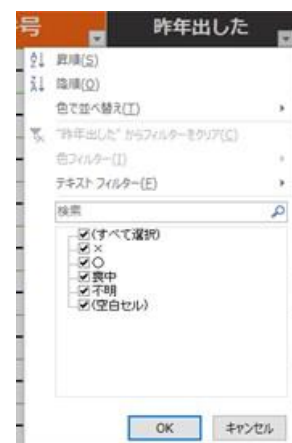 号 昨年出した
昇順(S)
降順(O)
色で並べ替え(T)
"昨年出した" からフィルターをクリア(C)
色フィルター(I)
テキスト フィルター(F)
検索
(すべて選択)
×
○
喪中
不明
(空白セル)
OK キャンセル